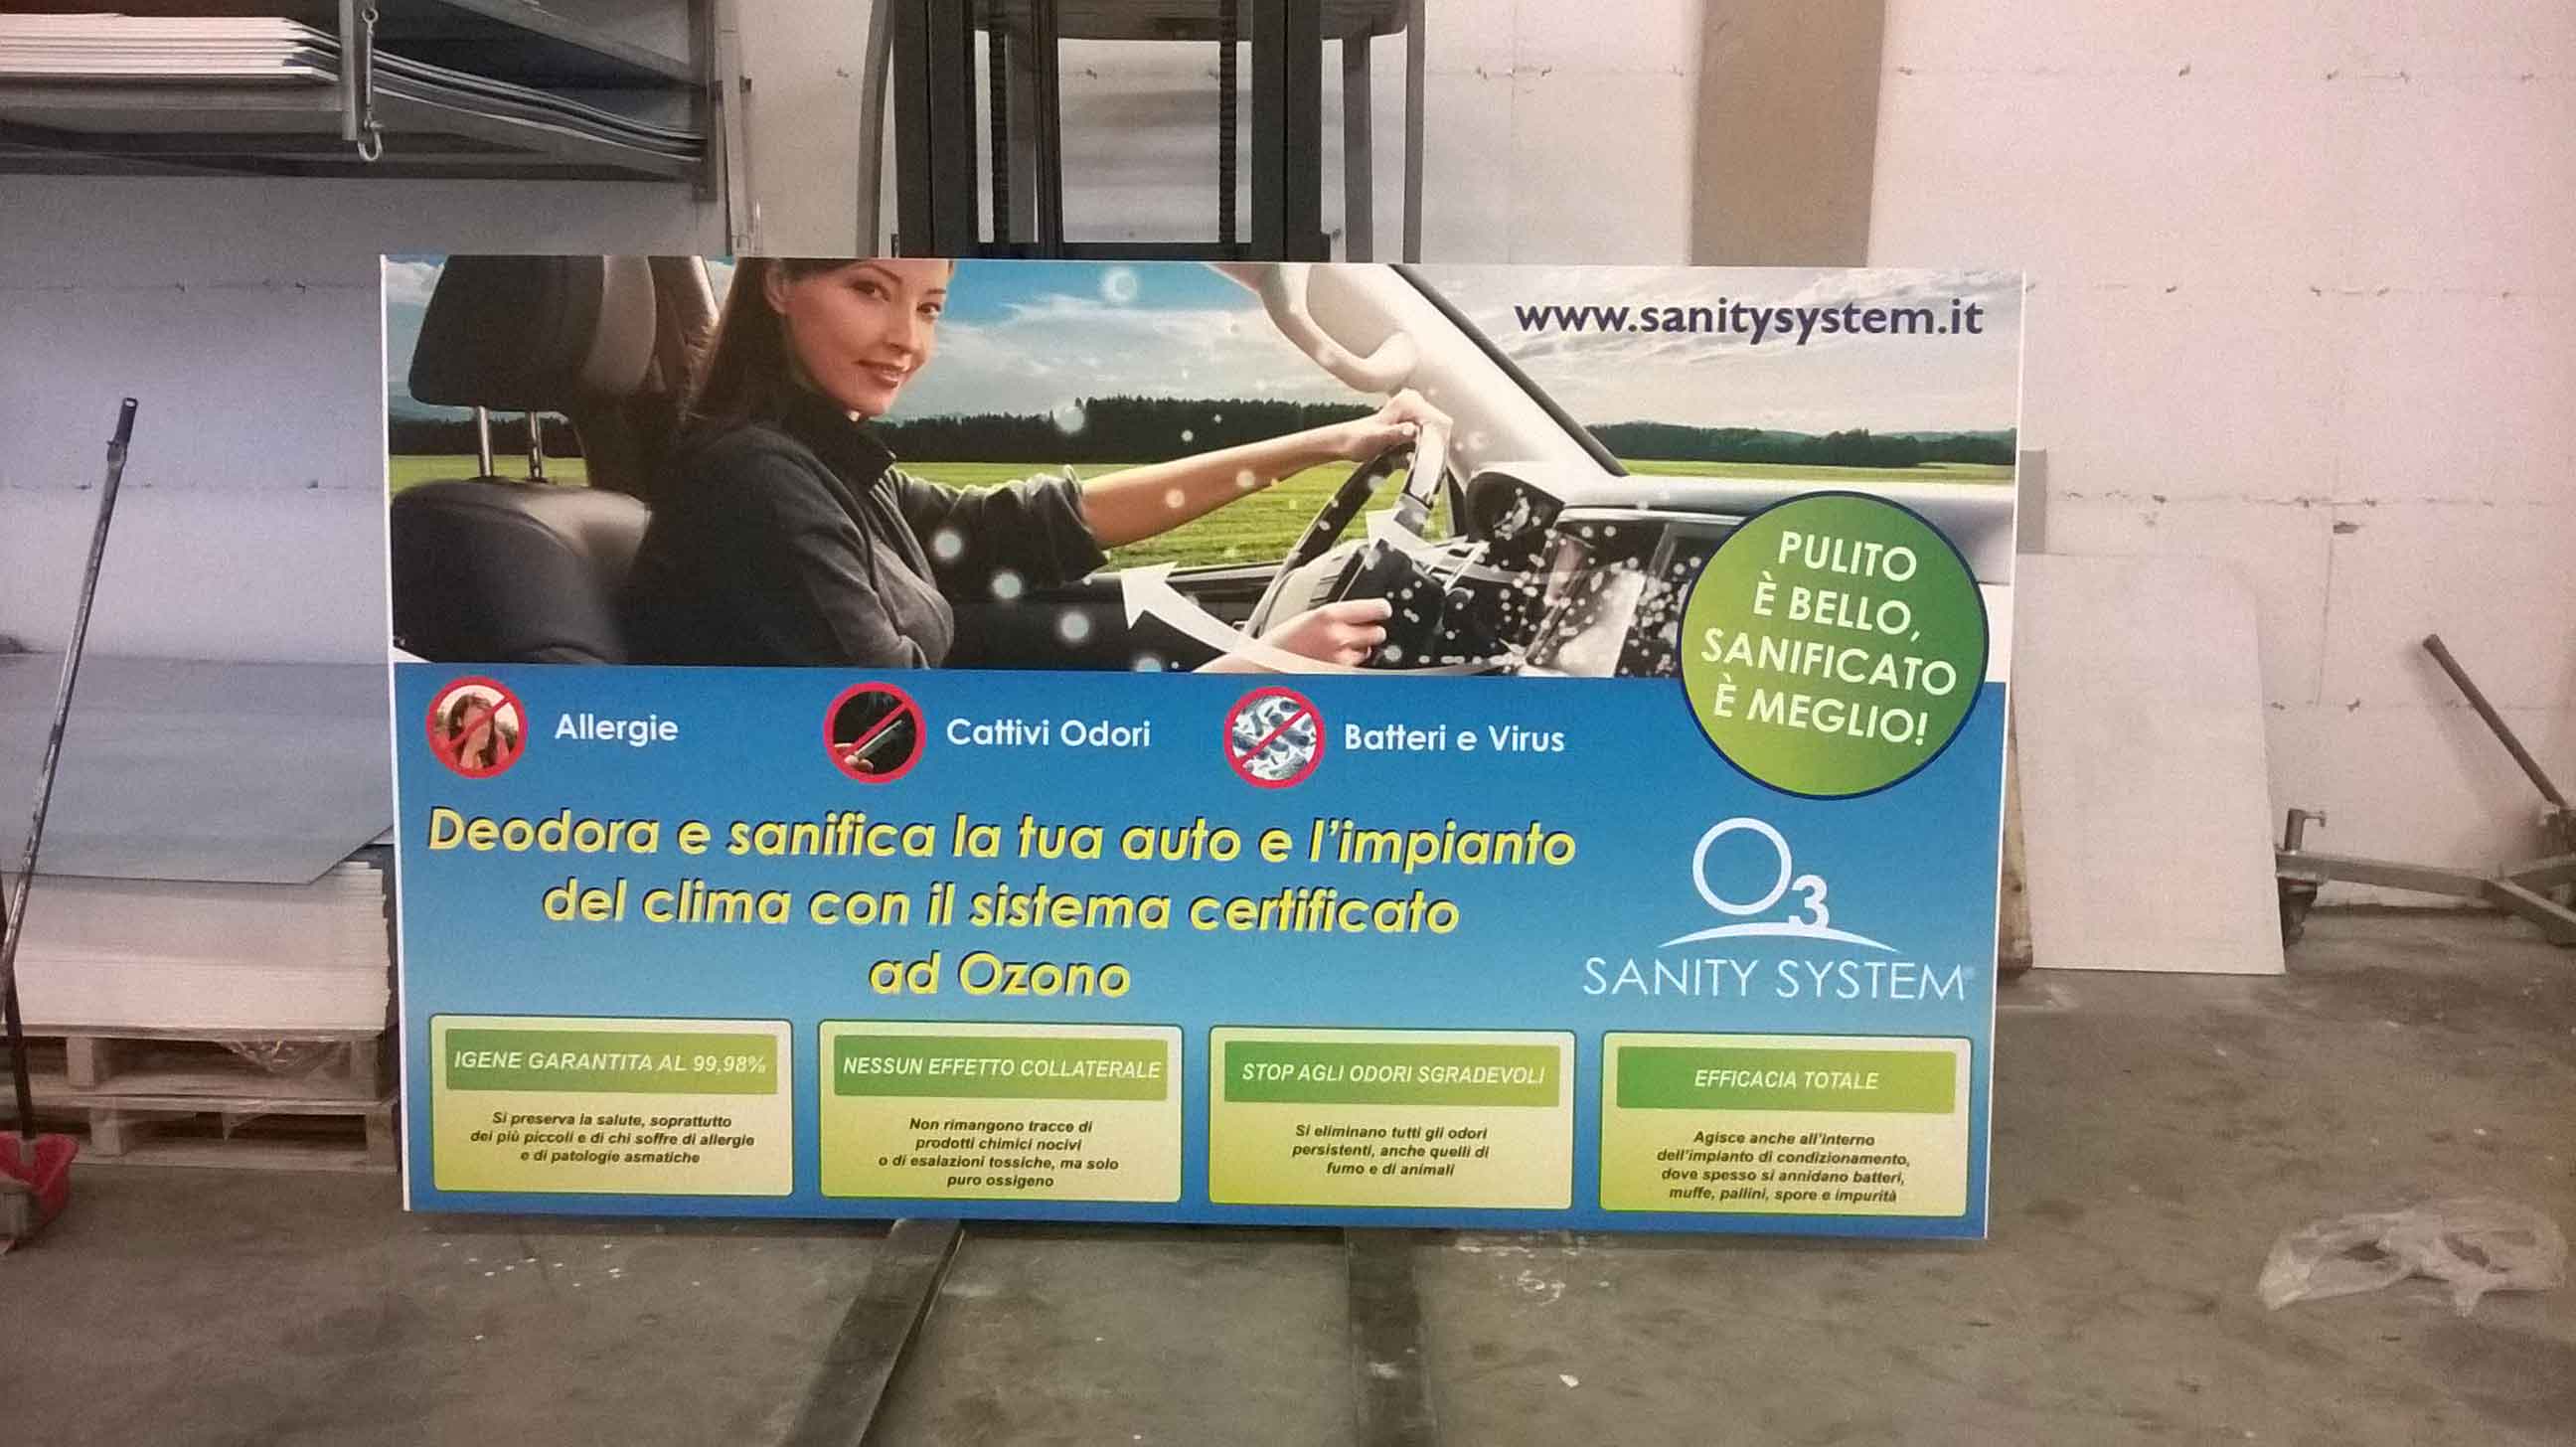 www.sanitysystem.it
PULITO
È BELLO,
SANIFICATO
È MEGLIO!
Allergie
Cattivi Odori
Batteri e Virus
Deodora e sanifica la tua auto e l'impianto
del clima con il sistema certificato
ad Ozono
O3
SANITY SYSTEM®
IGENE GARANTITA AL 99,98%
Si preserva la salute, soprattutto
dei più piccoli e di chi soffre di allergie
e di patologie asmatiche
NESSUN EFFETTO COLLATERALE
Non rimangono tracce di
prodotti chimici nocivi
o di esalazioni tossiche, ma solo
puro ossigeno
STOP AGLI ODORI SGRADEVOLI
Si eliminano tutti gli odori
persistenti, anche quelli di
fumo e di animali
EFFICACIA TOTALE
Agisce anche all'interno
dell'impianto di condizionamento,
dove spesso si annidano batteri,
muffe, pallini, spore e impurità